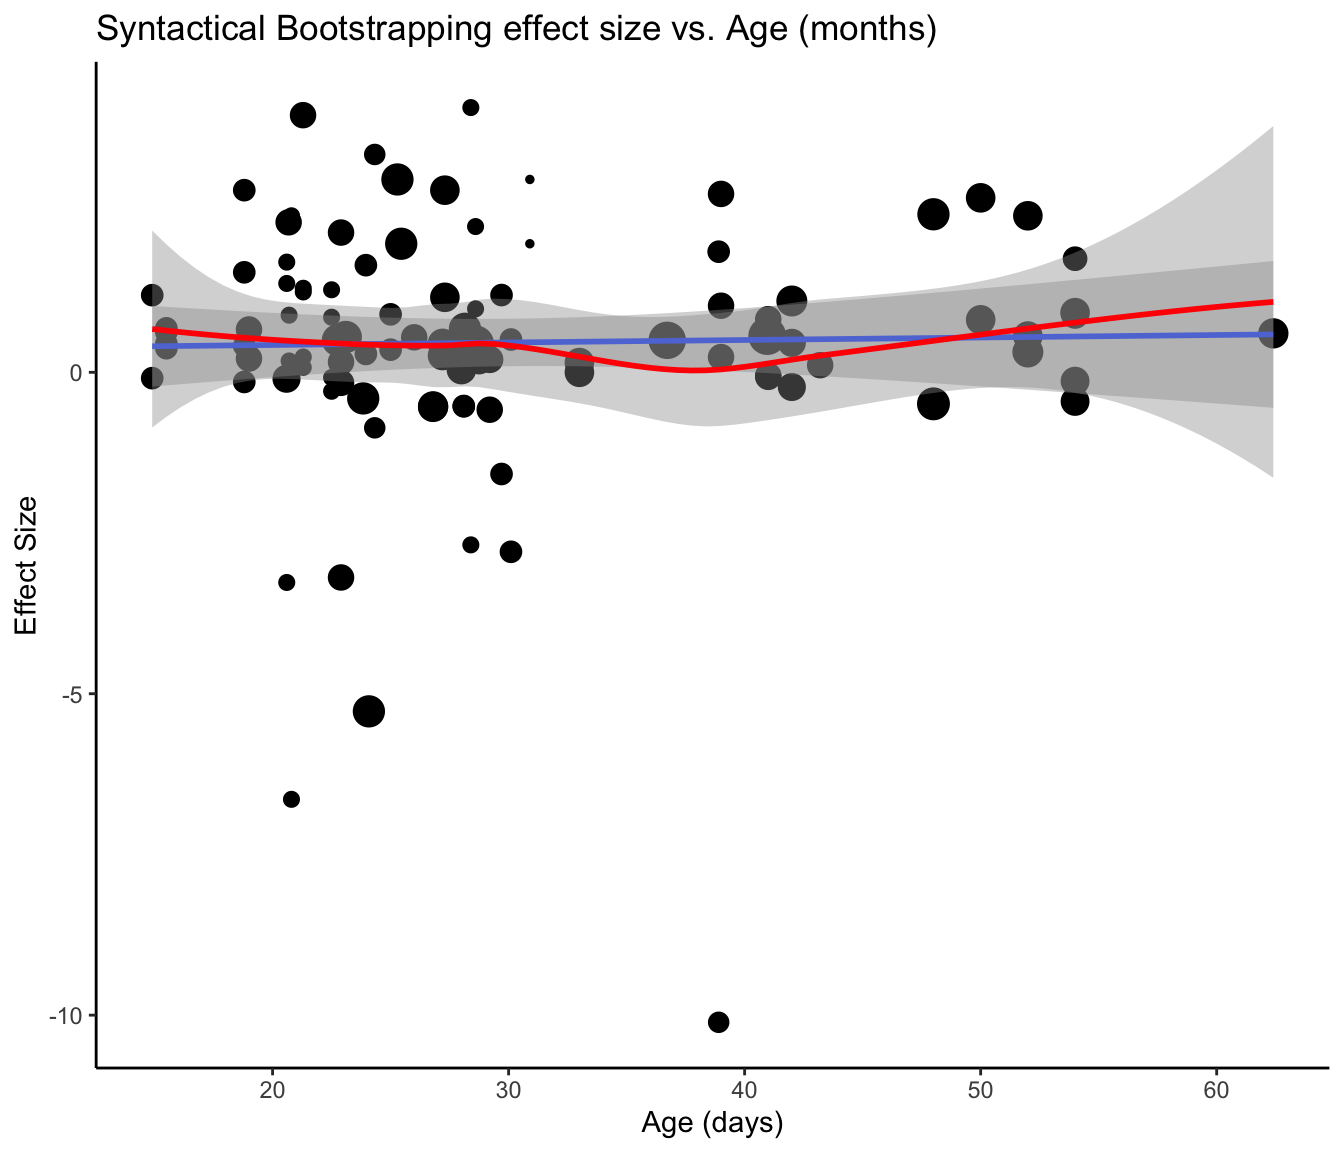 Syntactical Bootstrapping effect size vs. Age (months)
Effect Size
0
-5
-10
20 30 40 50 60
Age (days)